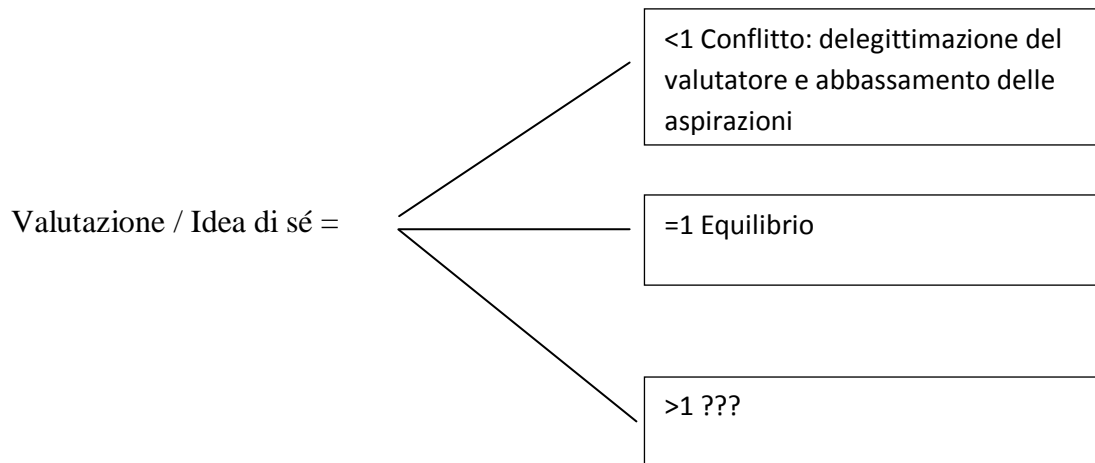 <1 Conflitto: delegittimazione del
valutatore e abbassamento delle
aspirazioni
Valutazione / Idea di sé =
=1 Equilibrio
>1 ???